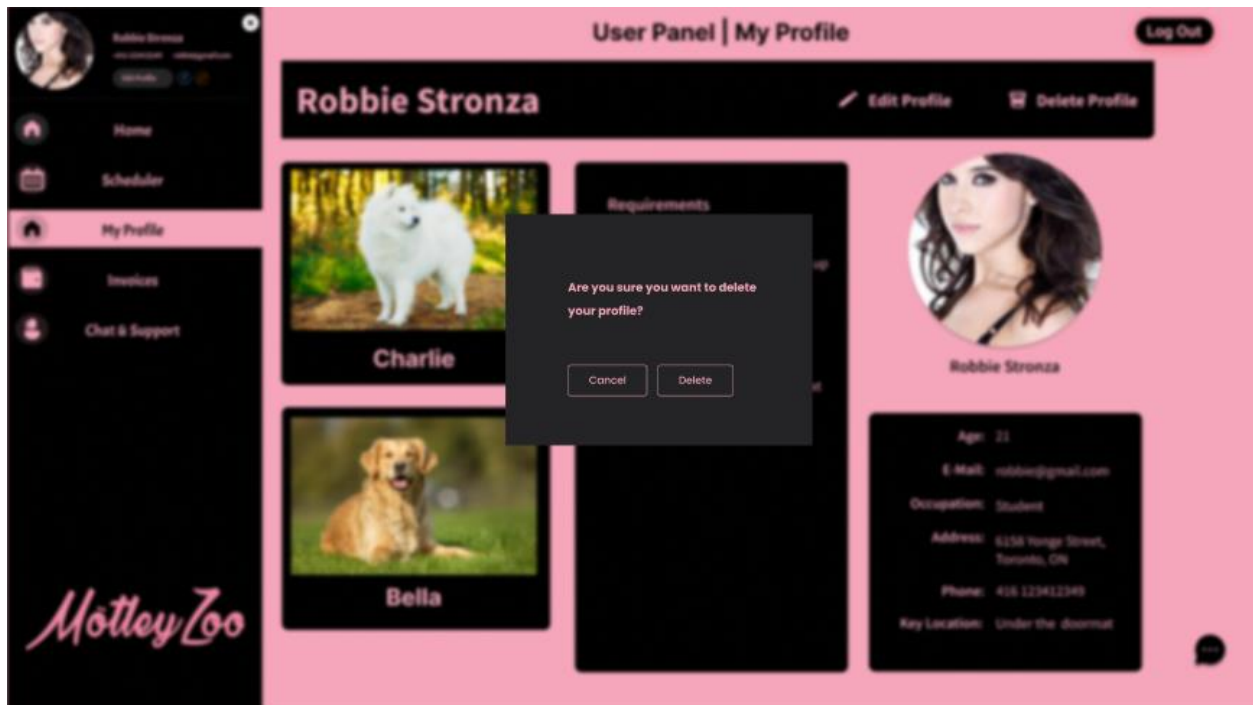 Robbie Stronza
Home
Scheduler
My Profile
Invoices
Chat & Support
Mötley Zoo
User Panel | My Profile
Log Out
Robbie Stronza
Edit Profile
Delete Profile
Charlie
Bella
Requirements
up
Are you sure you want to delete
your profile?
Cancel
Delete
Robbie Stronza
Age: 21
E-Mail: robbie@gmail.com
Occupation: Student
Address: 6158 Yonge Street,
Toronto, ON
Phone: 416 123412349
Key Location: Under the doormat